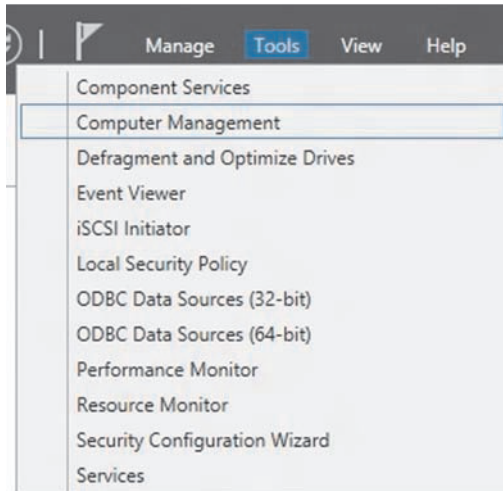 Manage Tools View Help
Component Services
Computer Management
Defragment and Optimize Drives
Event Viewer
iSCSI Initiator
Local Security Policy
ODBC Data Sources (32-bit)
ODBC Data Sources (64-bit)
Performance Monitor
Resource Monitor
Security Configuration Wizard
Services